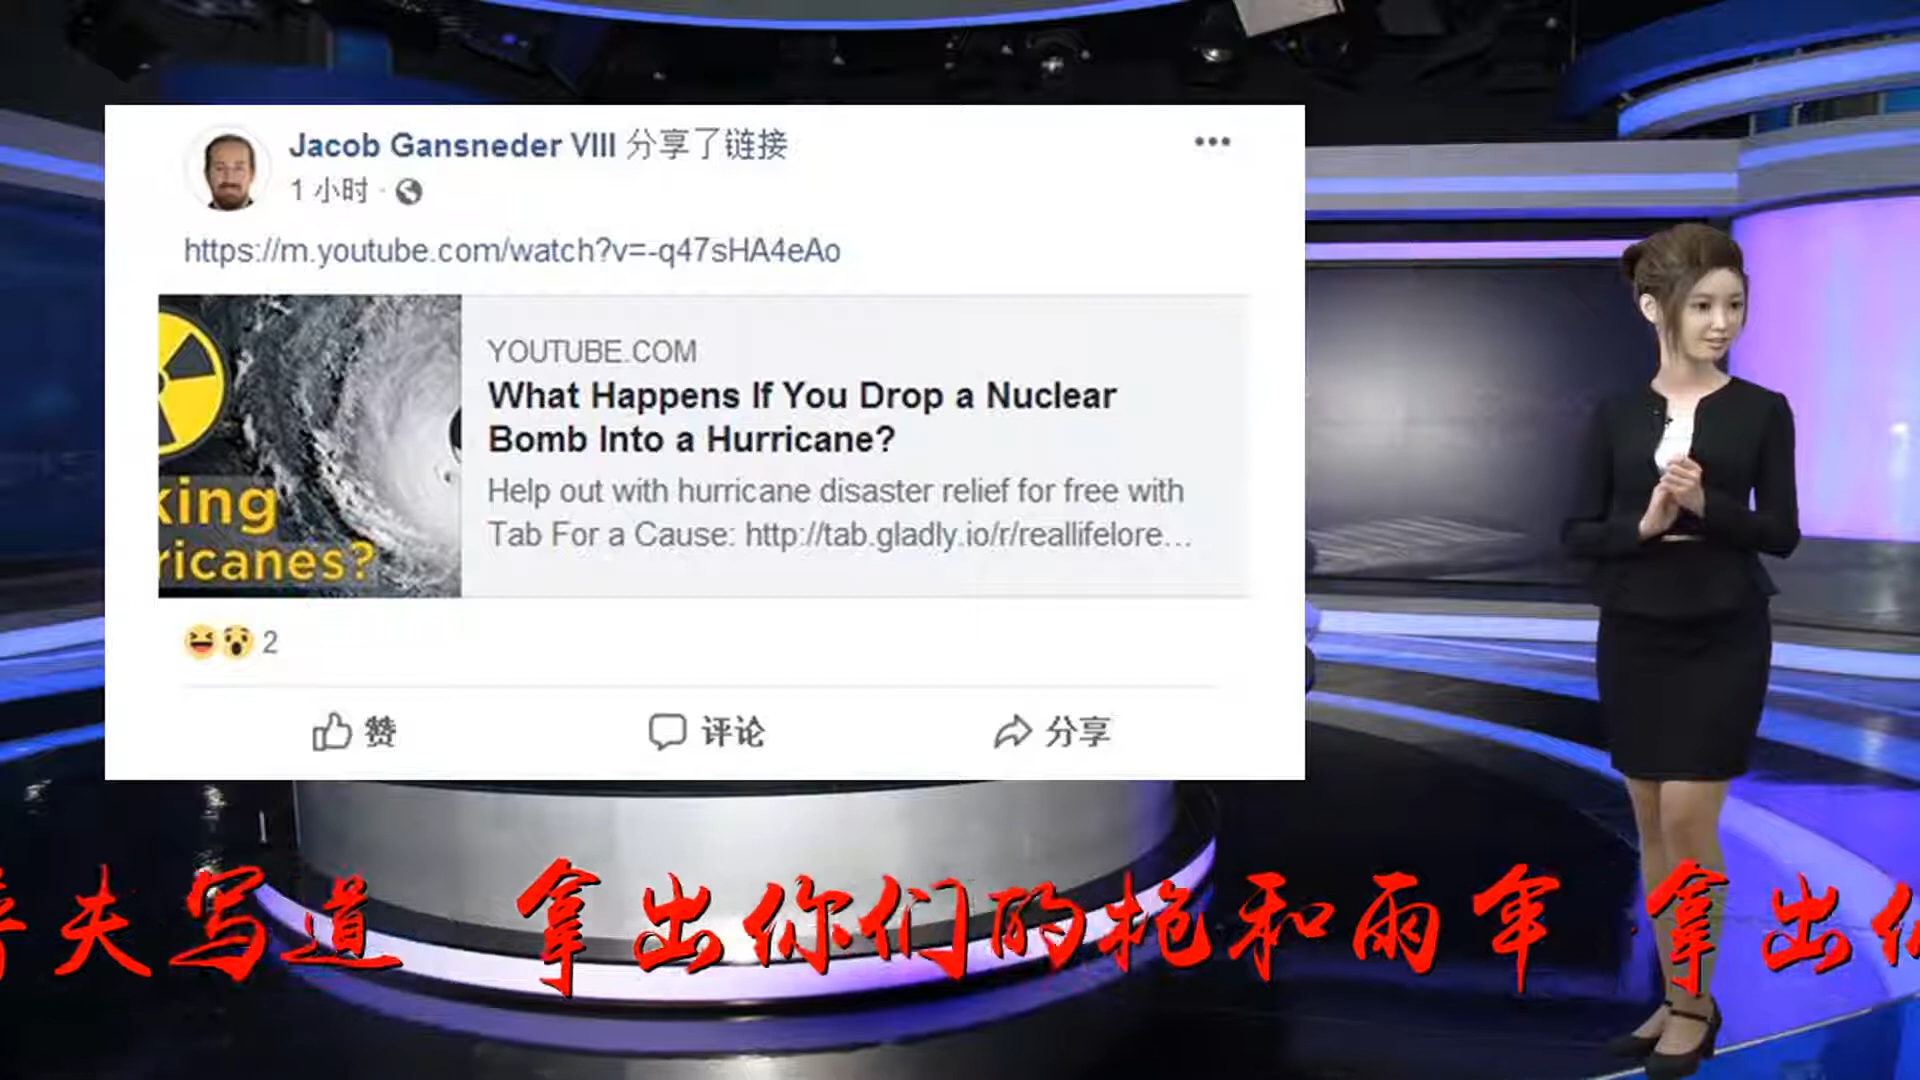 Jacob Gansneder VIII 分享了链接
1 小时 ·
https://m.youtube.com/watch?v=-q47sHA4eAo
king
ricanes?
YOUTUBE.COM
What Happens If You Drop a Nuclear
Bomb Into a Hurricane?
Help out with hurricane disaster relief for free with
Tab For a Cause: http://tab.gladly.io/r/reallifelore...
2
赞 评论 分享
夫写道 拿出你们的枪和雨伞 拿出你